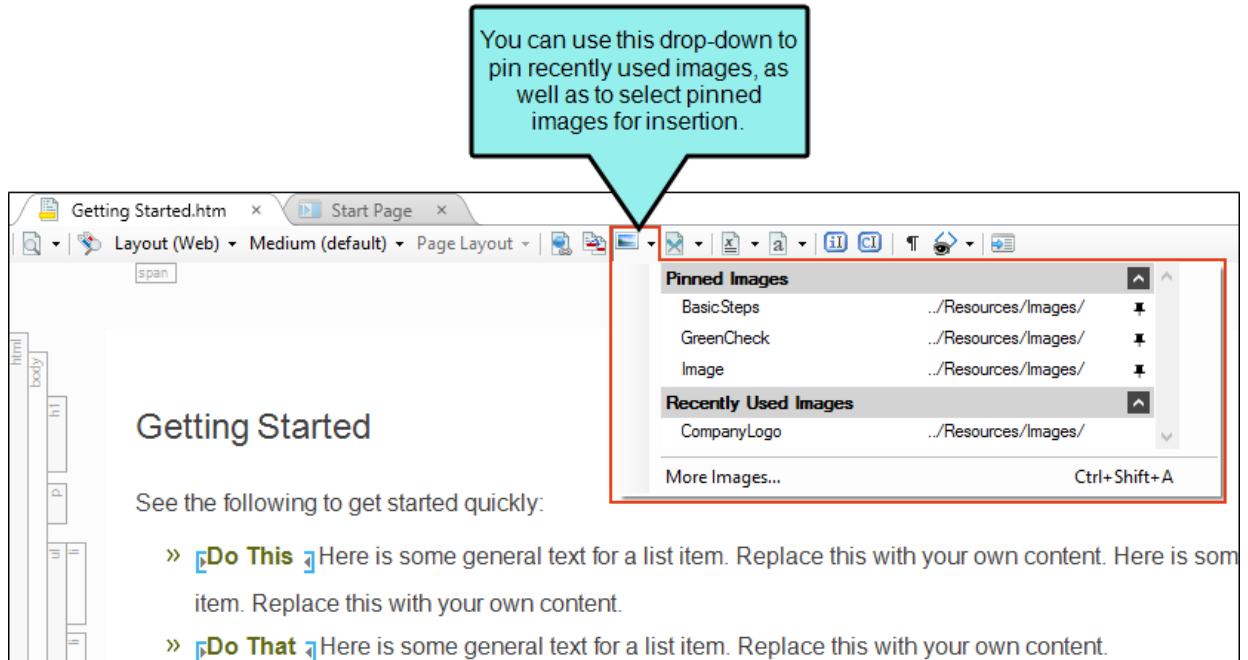 You can use this drop-down to
pin recently used images, as
well as to select pinned
images for insertion.
Getting Started.htm × Start Page ×
Layout (Web) Medium (default) Page Layout x a iI CI ¶
span
Pinned Images
BasicSteps ../Resources/Images/
GreenCheck ../Resources/Images/
Image ../Resources/Images/
Recently Used Images
CompanyLogo ../Resources/Images/
More Images... Ctrl+Shift+A
html
body
h1
Getting Started
p
See the following to get started quickly:
ul
li
» Do This Here is some general text for a list item. Replace this with your own content. Here is som
item. Replace this with your own content.
li
» Do That Here is some general text for a list item. Replace this with your own content.